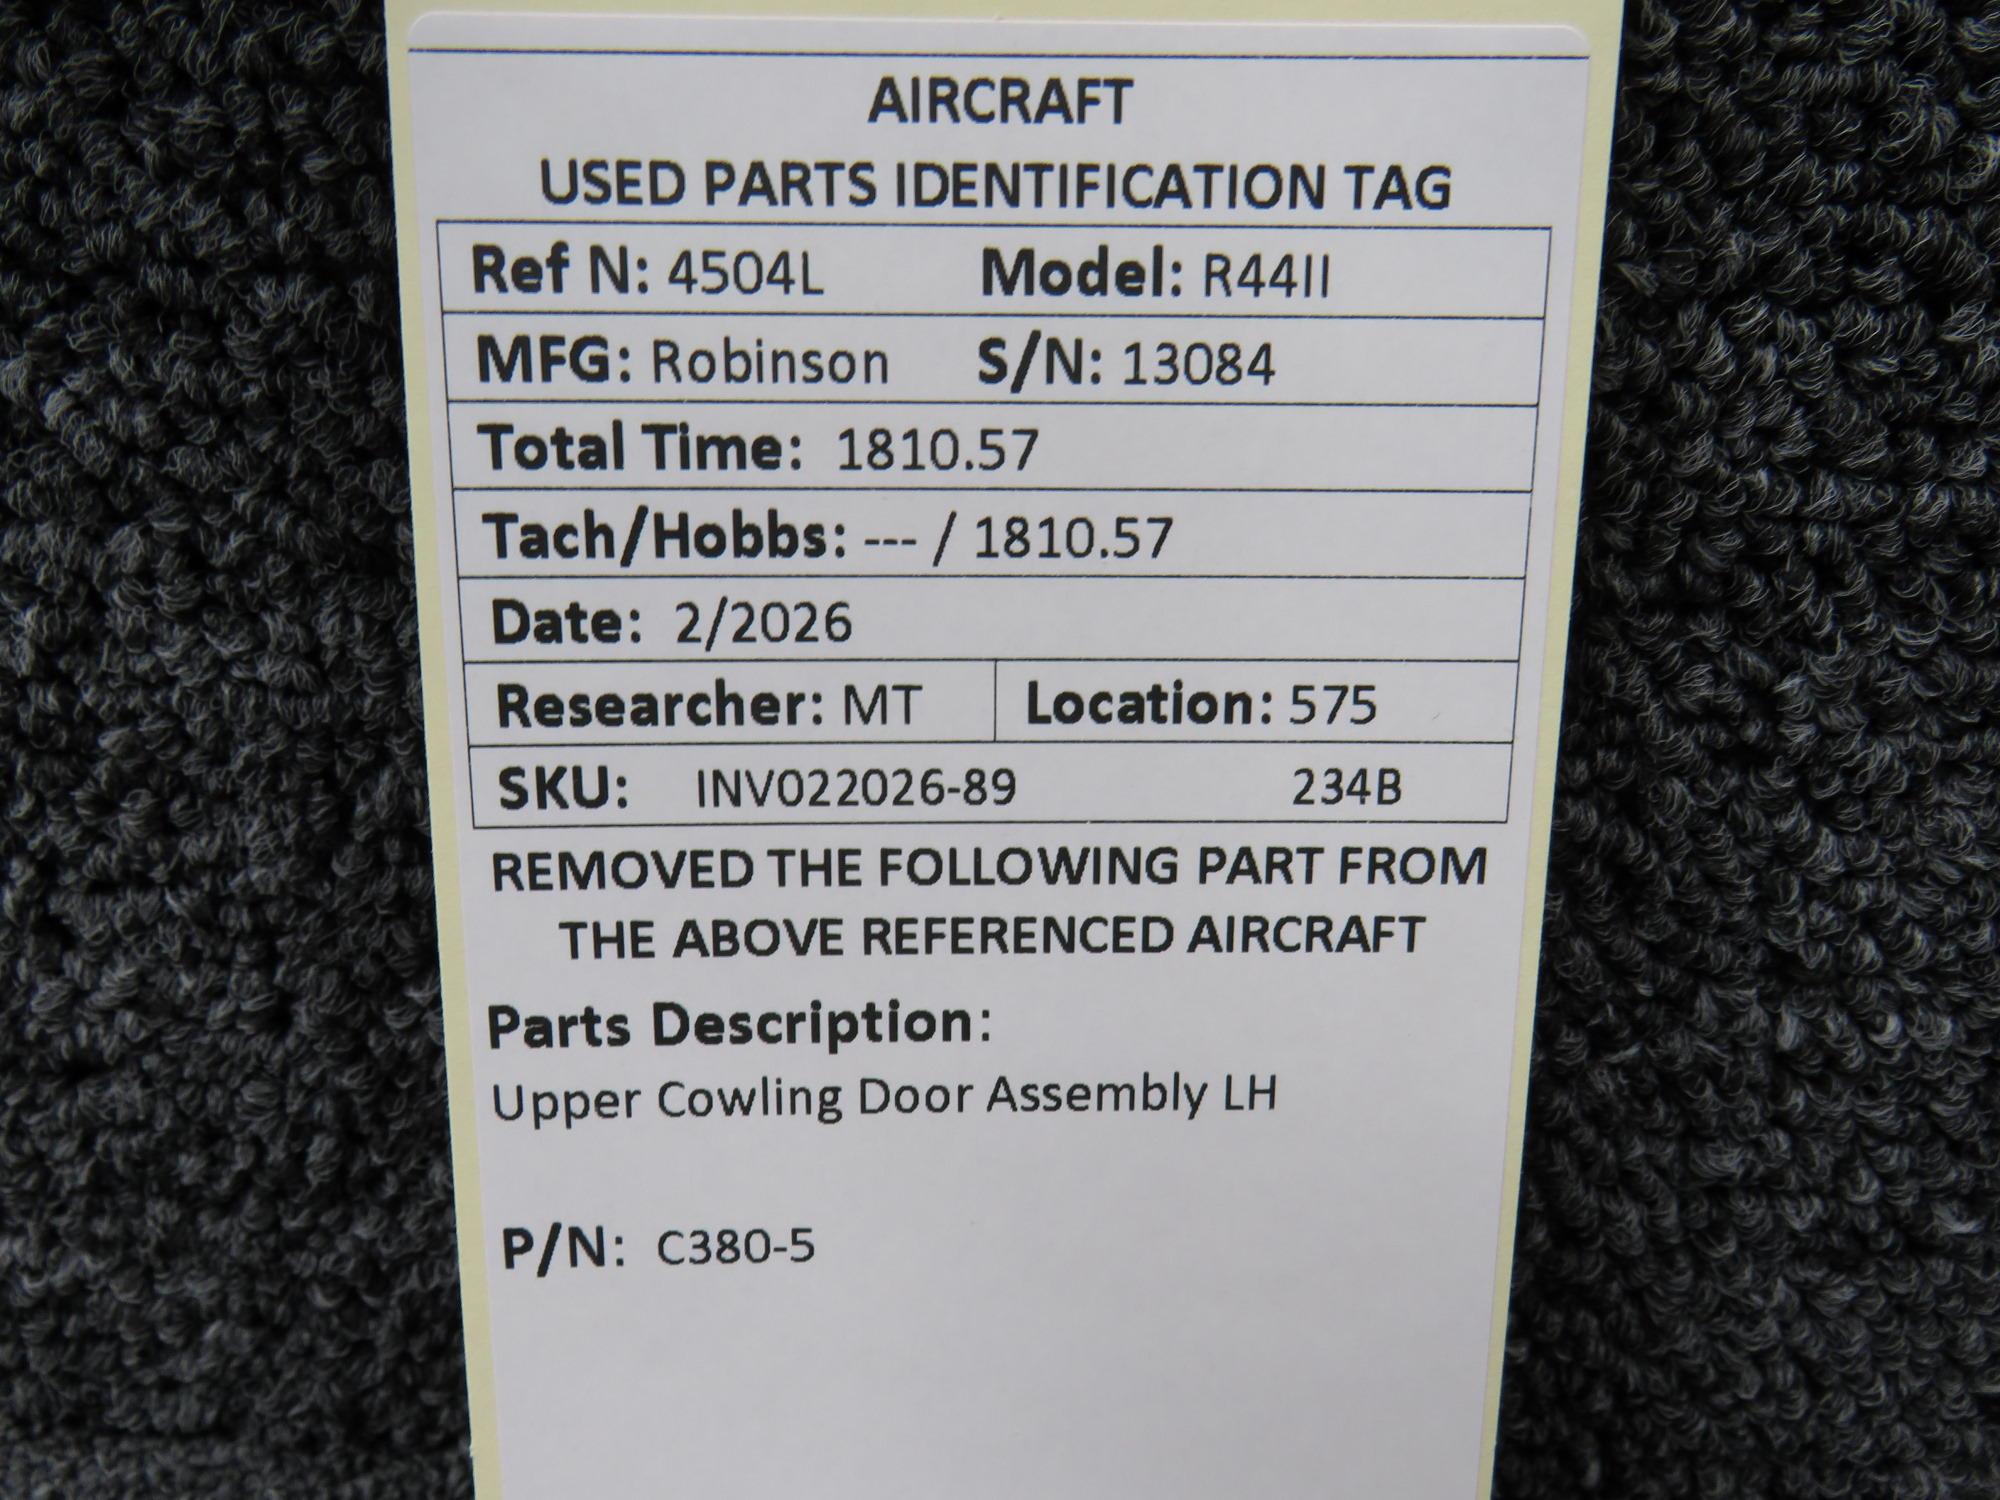 AIRCRAFT
USED PARTS IDENTIFICATION TAG
Ref N: 4504L Model: R44II
MFG: Robinson S/N: 13084
Total Time: 1810.57
Tach/Hobbs: --- / 1810.57
Date: 2/2026
Researcher: MT Location: 575
SKU: INV022026-89 234B
REMOVED THE FOLLOWING PART FROM
THE ABOVE REFERENCED AIRCRAFT
Parts Description:
Upper Cowling Door Assembly LH
P/N: C380-5